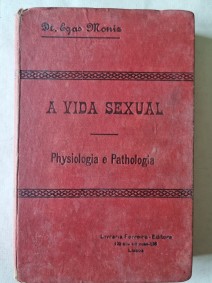 Dr. Egas Moniz
A VIDA SEXUAL
Physiologia e Pathologia
Livraria Ferreira - Editora
Lisboa